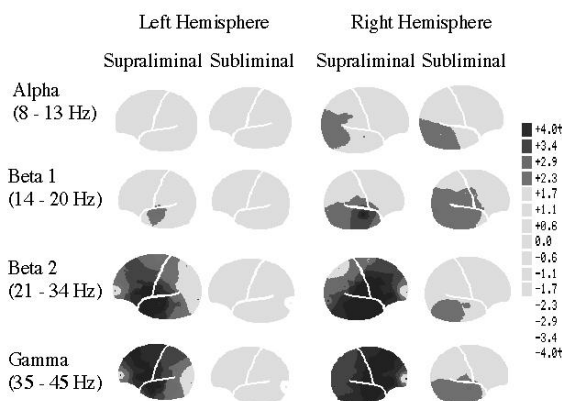 Left Hemisphere Right Hemisphere
Supraliminal Subliminal Supraliminal Subliminal
Alpha
(8 - 13 Hz)
Beta 1
(14 - 20 Hz)
Beta 2
(21 - 34 Hz)
Gamma
(35 - 45 Hz)
+4.0↑
+3.4
+2.9
+2.3
+1.7
+1.1
+0.6
0.0
-0.6
-1.1
-1.7
-2.3
-2.9
-3.4
-4.0↑